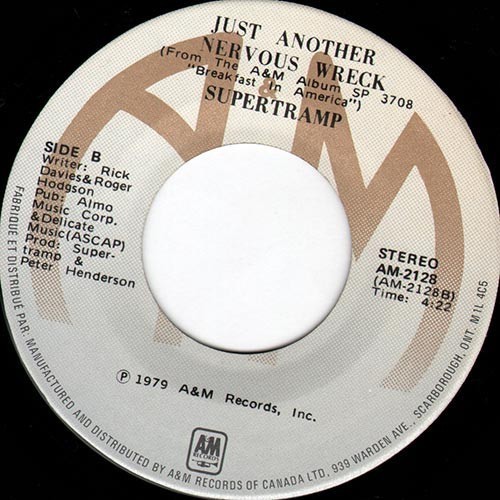 JUST ANOTHER
NERVOUS WRECK
(From The A&M Album SP 3708
"Breakfast In America")
SUPERTRAMP
SIDE B
Writer: Rick
Davies&Roger
Hodgson
Pub: Almo
Music Corp.
&Delicate
Music(ASCAP)
Prod: Super-
tramp &
Peter Henderson
STEREO
AM-2128
(AM-2128B)
Time: 4:22
℗ 1979 A&M Records, Inc.
A&M
RECORDS
FABRIQUÉ ET DISTRIBUÉ PAR: MANUFACTURED AND DISTRIBUTED BY A&M RECORDS OF CANADA LTD., 939 WARDEN AVE., SCARBOROUGH, ONT. M1L 4C5
A&M